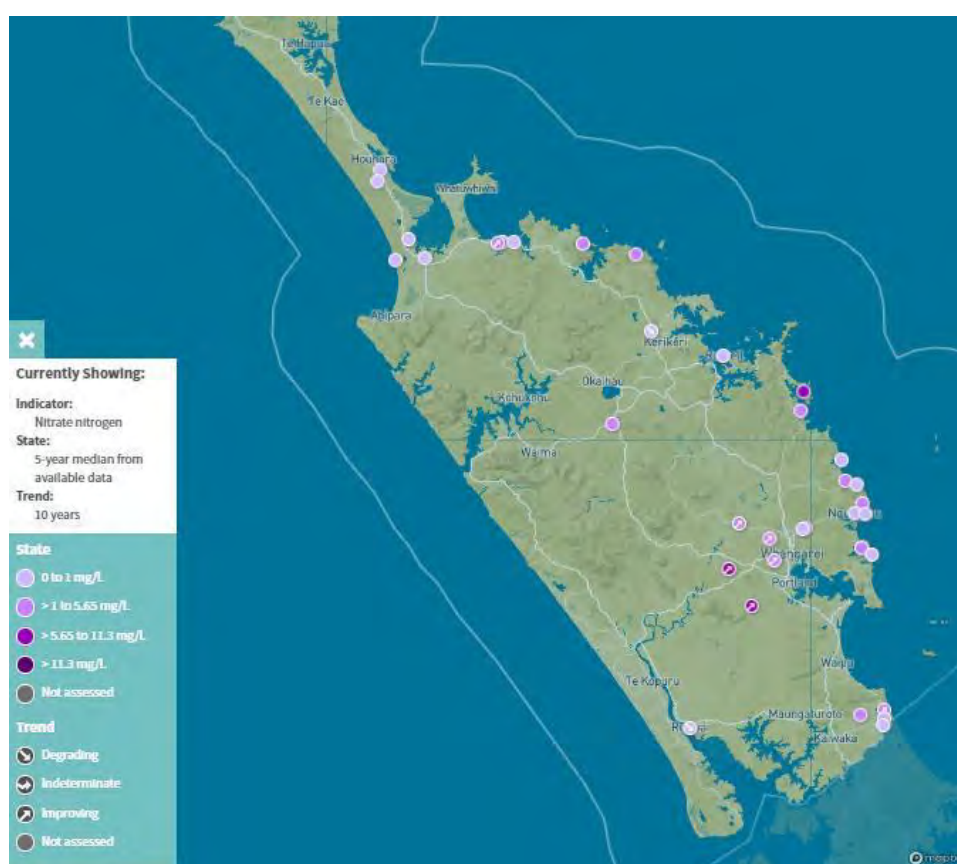 Te Hapua
Te Kao
Houhara
Whatuwhiwhi
Ahipara
Kerikeri
Okaihau
Kohukohu
Waima
Whangarei
Portland
Waipu
Te Kopuru
Maungaturoto
Kaiwaka
Currently Showing:
Indicator:
Nitrate nitrogen
State:
5-year median from
available data
Trend:
10 years
State
0 to 1 mg/L
> 1 to 5.65 mg/L
> 5.65 to 11.3 mg/L
> 11.3 mg/L
Not assessed
Trend
Degrading
Indeterminate
Improving
Not assessed